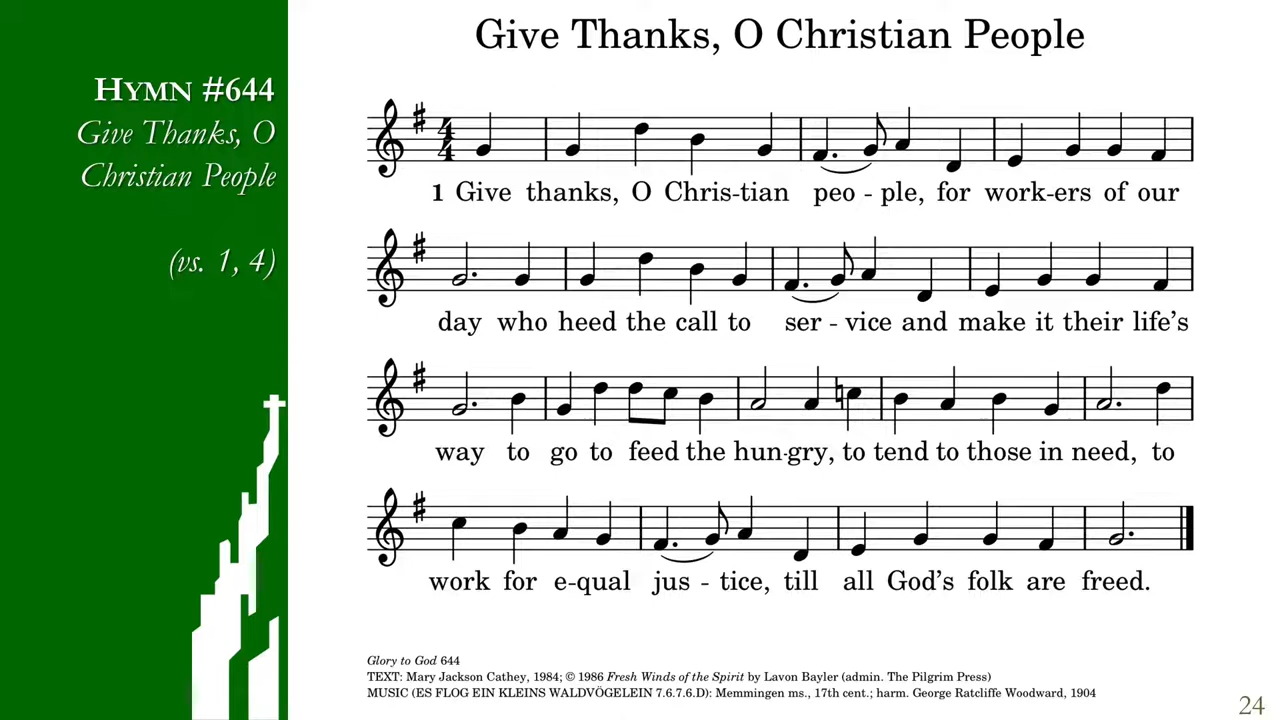 Give Thanks, O Christian People
HYMN #644
Give Thanks, O
Christian People
(vs. 1, 4)
1 Give thanks, O Chris-tian peo - ple, for work-ers of our
day who heed the call to ser - vice and make it their life's
way to go to feed the hun-gry, to tend to those in need, to
work for e-qual jus - tice, till all God's folk are freed.
Glory to God 644
TEXT: Mary Jackson Cathey, 1984; © 1986 Fresh Winds of the Spirit by Lavon Bayler (admin. The Pilgrim Press)
MUSIC (ES FLOG EIN KLEINS WALDVÖGELEIN 7.6.7.6.D): Memmingen ms., 17th cent.; harm. George Ratcliffe Woodward, 1904
24